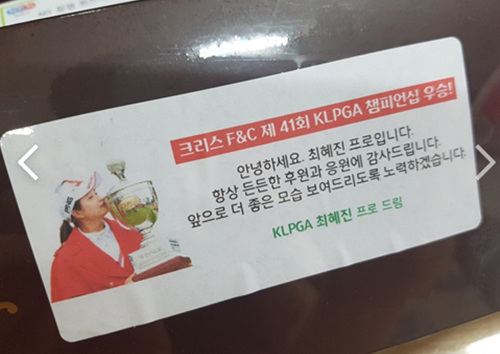 크리스 F&C 제 41회 KLPGA 챔피언십 우승!
안녕하세요. 최혜진 프로입니다.
항상 든든한 후원과 응원에 감사드립니다.
앞으로 더 좋은 모습 보여드리도록 노력하겠습니다.
KLPGA 최혜진 프로 드림